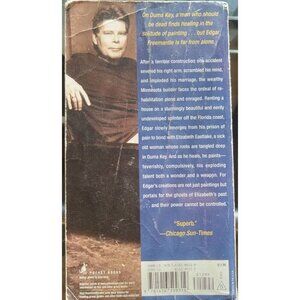 On Duma Key, a man who should
be dead finds healing in the
solitude of painting . . . but Edgar
Freemantle is far from alone.
After a terrible construction site accident
severed his right arm, scrambled his mind,
and imploded his marriage, the wealthy
Minnesota builder faces the ordeal of re-
habilitation alone and enraged. Renting a
house on a stunningly beautiful and eerily
undeveloped splinter off the Florida coast,
Edgar slowly emerges from his prison of
pain to bond with Elizabeth Eastlake, a sick
old woman whose roots are tangled deep
in Duma Key. And as he heals, he paints—
feverishly, compulsively, his exploding
talent both a wonder and a weapon. For
For Edgar's creations are not just paintings but
portals for the ghosts of Elizabeth's past
. . . and their power cannot be controlled.
"Superb."
—Chicago Sun-Times
POCKET BOOKS